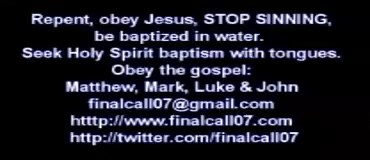 Repent, obey Jesus, STOP SINNING,
be baptized in water.
Seek Holy Spirit baptism with tongues.
Obey the gospel:
Matthew, Mark, Luke & John
finalcall07@gmail.com
htttp://www.finalcall07.com
http://twitter.com/finalcall07